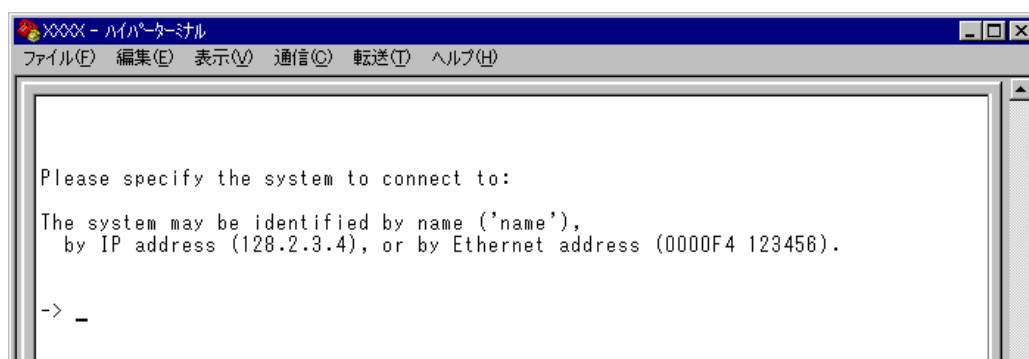 XXXX - ﾊｲﾊﾟｰﾀｰﾐﾅﾙ
ファイル(F) 編集(E) 表示(V) 通信(C) 転送(T) ヘルプ(H)
Please specify the system to connect to:
The system may be identified by name ('name'),
by IP address (128.2.3.4), or by Ethernet address (0000F4 123456).
-> _